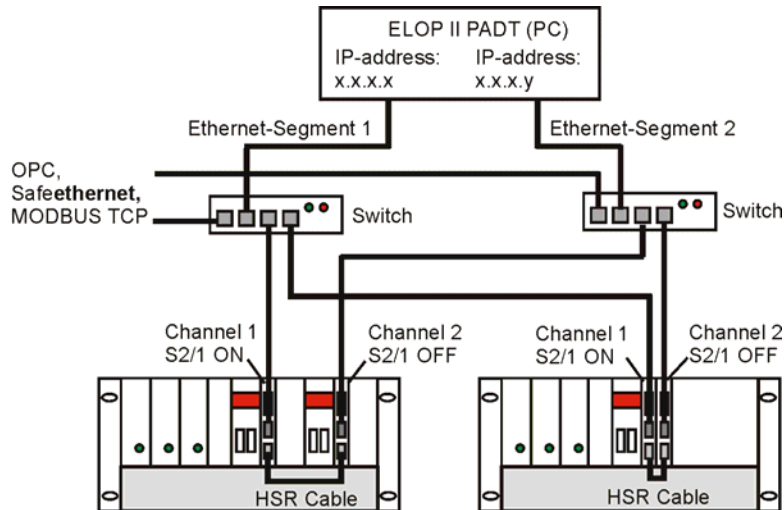 ELOP II PADT (PC)
IP-address: IP-address:
x.x.x.x x.x.x.y
Ethernet-Segment 1
Ethernet-Segment 2
OPC,
Safeethernet,
MODBUS TCP
Switch
Switch
Channel 1
S2/1 ON
Channel 2
S2/1 OFF
Channel 1
S2/1 ON
Channel 2
S2/1 OFF
HSR Cable
HSR Cable